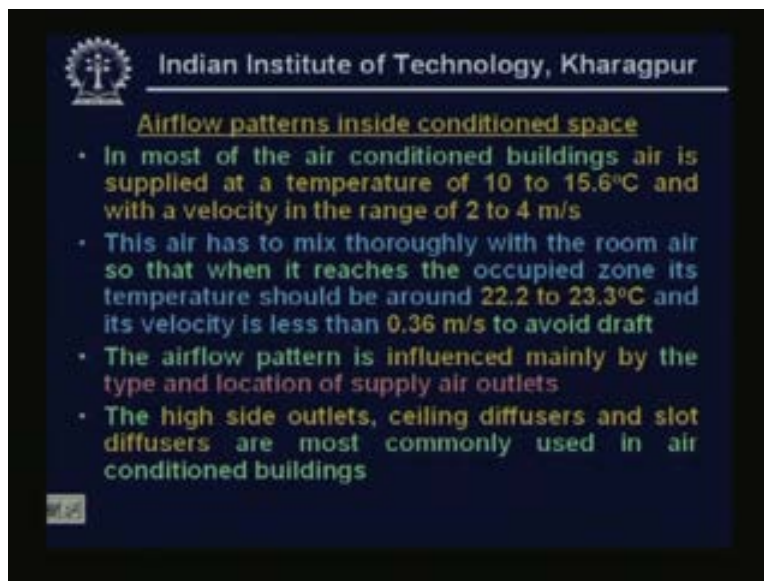 Indian Institute of Technology, Kharagpur
Airflow patterns inside conditioned space
• In most of the air conditioned buildings air is
supplied at a temperature of 10 to 15.6°C and
with a velocity in the range of 2 to 4 m/s
• This air has to mix thoroughly with the room air
so that when it reaches the occupied zone its
temperature should be around 22.2 to 23.3°C and
its velocity is less than 0.36 m/s to avoid draft
• The airflow pattern is influenced mainly by the
type and location of supply air outlets
• The high side outlets, ceiling diffusers and slot
diffusers are most commonly used in air
conditioned buildings